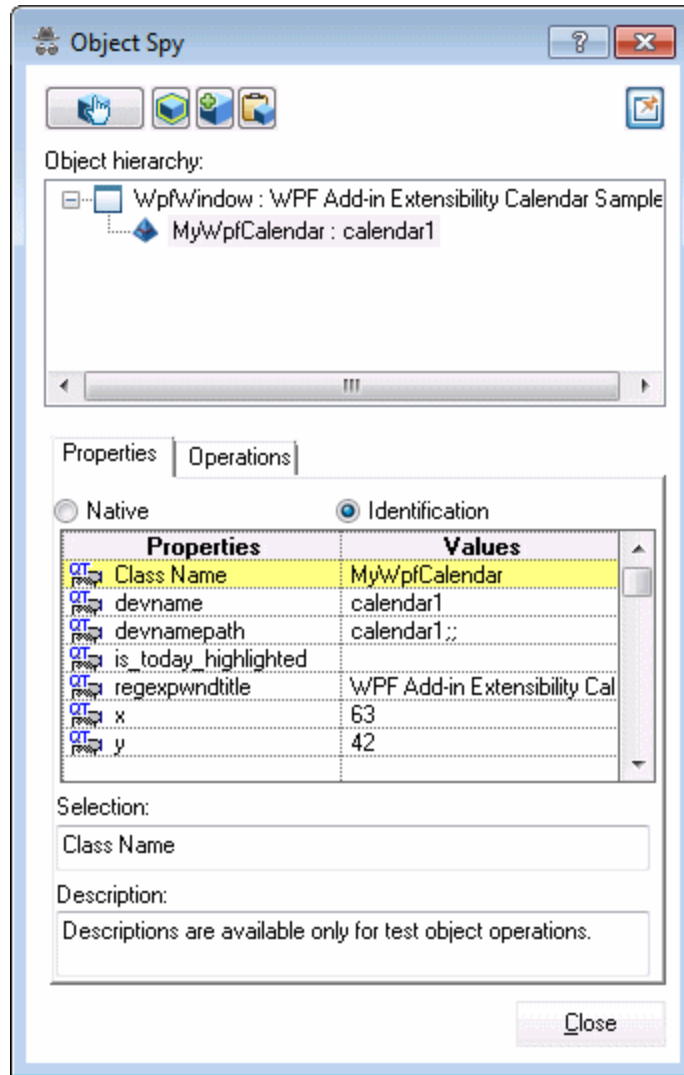 Object Spy
Object hierarchy:
WpfWindow : WPF Add-in Extensibility Calendar Sample
MyWpfCalendar : calendar1
Properties Operations
Native Identification
Properties Values
Class Name MyWpfCalendar
devname calendar1
devnamepath calendar1;;
is_today_highlighted
regexpwndtitle WPF Add-in Extensibility Cal
x 63
y 42
Selection:
Class Name
Description:
Descriptions are available only for test object operations.
Close